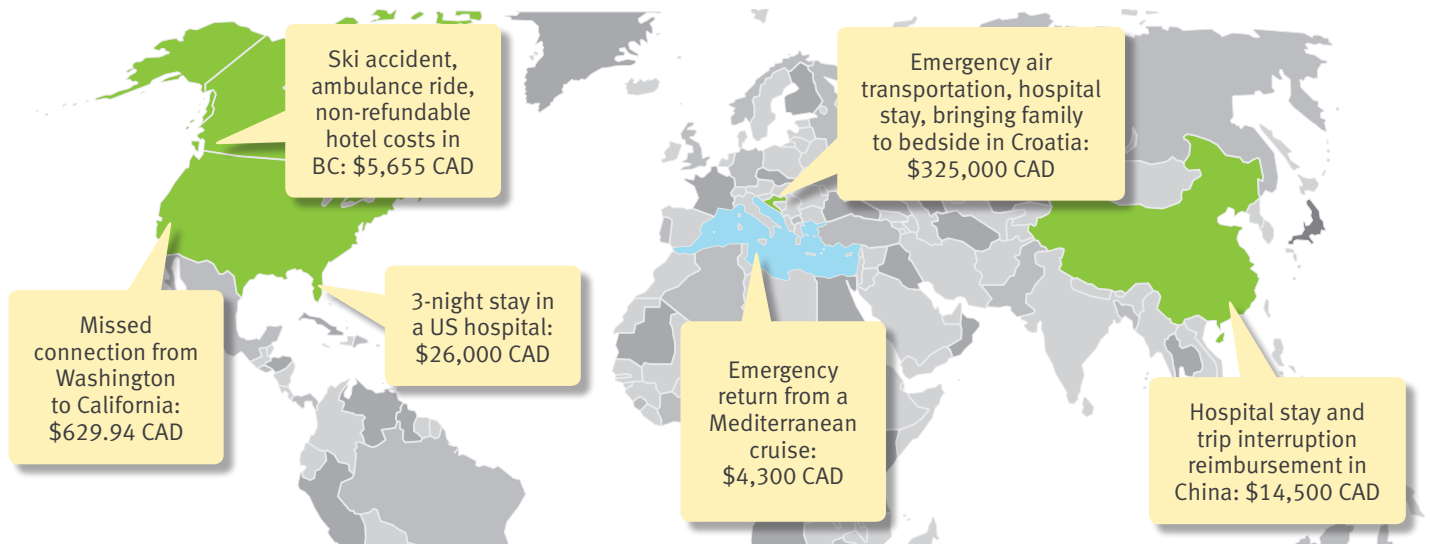 Ski accident,
ambulance ride,
non-refundable
hotel costs in
BC: $5,655 CAD
Emergency air
transportation, hospital
stay, bringing family
to bedside in Croatia:
$325,000 CAD
Missed
connection from
Washington
to California:
$629.94 CAD
3-night stay in
a US hospital:
$26,000 CAD
Emergency
return from a
Mediterranean
cruise:
$4,300 CAD
Hospital stay and
trip interruption
reimbursement in
China: $14,500 CAD